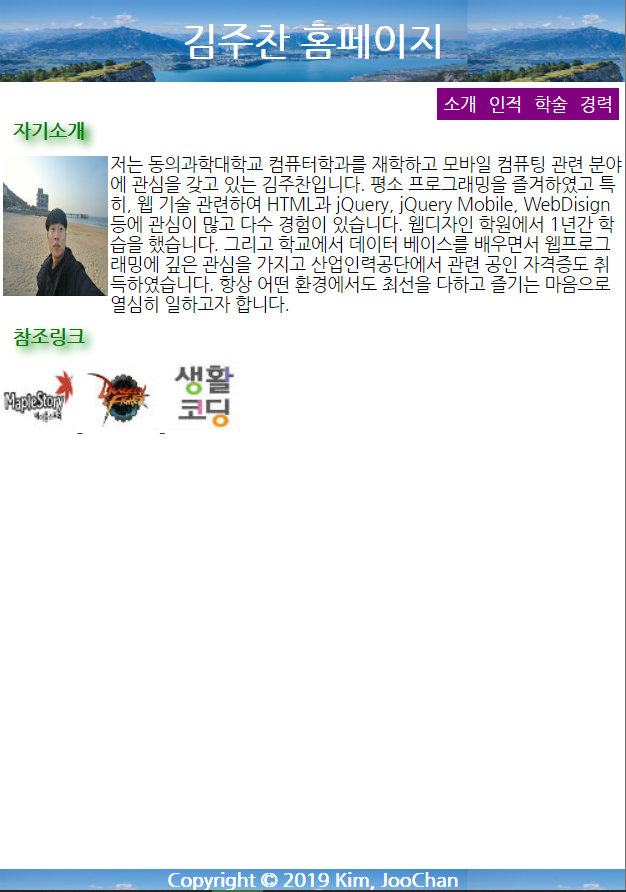 김주찬 홈페이지
소개 인적 학술 경력
자기소개
저는 동의과학대학교 컴퓨터학과를 재학하고 모바일 컴퓨팅 관련 분야
에 관심을 갖고 있는 김주찬입니다. 평소 프로그래밍을 즐겨하였고 특
히, 웹 기술 관련하여 HTML과 jQuery, jQuery Mobile, WebDisign
등에 관심이 많고 다수 경험이 있습니다. 웹디자인 학원에서 1년간 학
습을 했습니다. 그리고 학교에서 데이터 베이스를 배우면서 웹프로그
래밍에 깊은 관심을 가지고 산업인력공단에서 관련 공인 자격증도 취
득하였습니다. 항상 어떤 환경에서도 최선을 다하고 즐기는 마음으로
열심히 일하고자 합니다.
참조링크
MapleStory
메이플스토리
DUNGEON
FIGHTER
생활
코딩
Copyright © 2019 Kim, JooChan